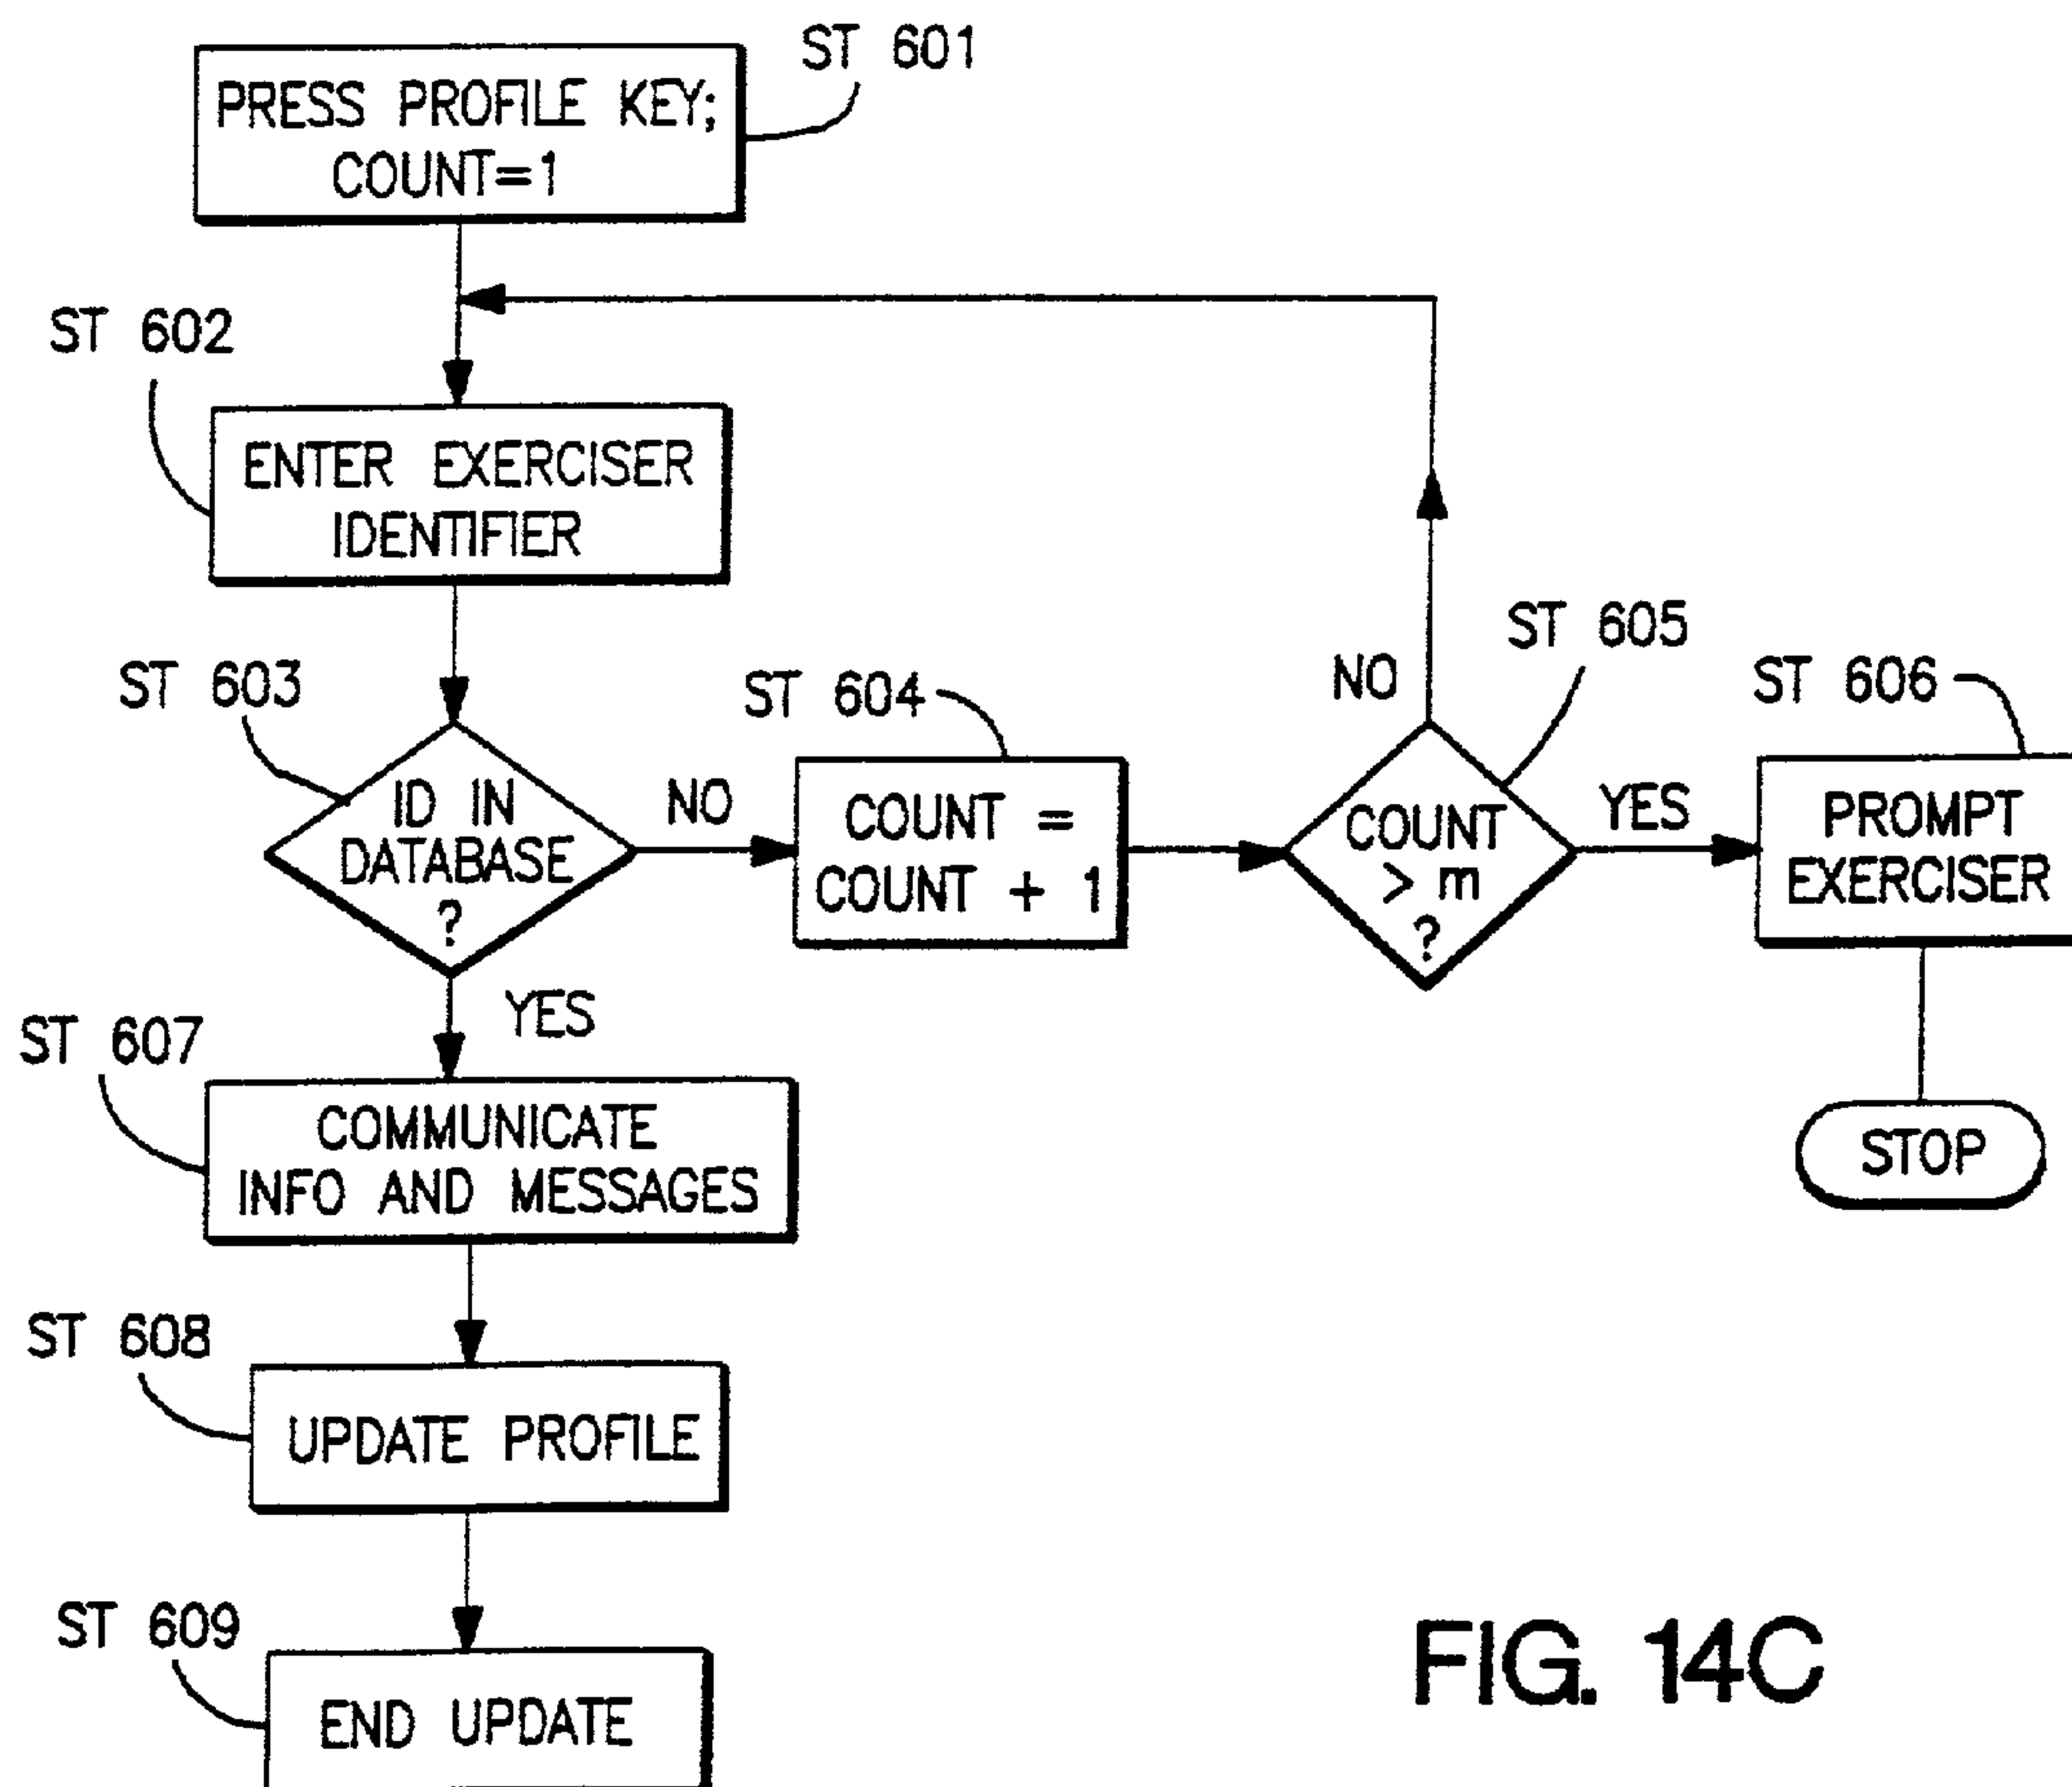 ST 601
PRESS PROFILE KEY;
COUNT=1
ST 602
ENTER EXERCISER
IDENTIFIER
ST 603
ID IN
DATABASE
?
NO
ST 604
COUNT =
COUNT + 1
ST 605
NO
COUNT
> m
?
YES
ST 606
PROMPT
EXERCISER
STOP
YES
ST 607
COMMUNICATE
INFO AND MESSAGES
ST 608
UPDATE PROFILE
ST 609
END UPDATE
FIG. 14C